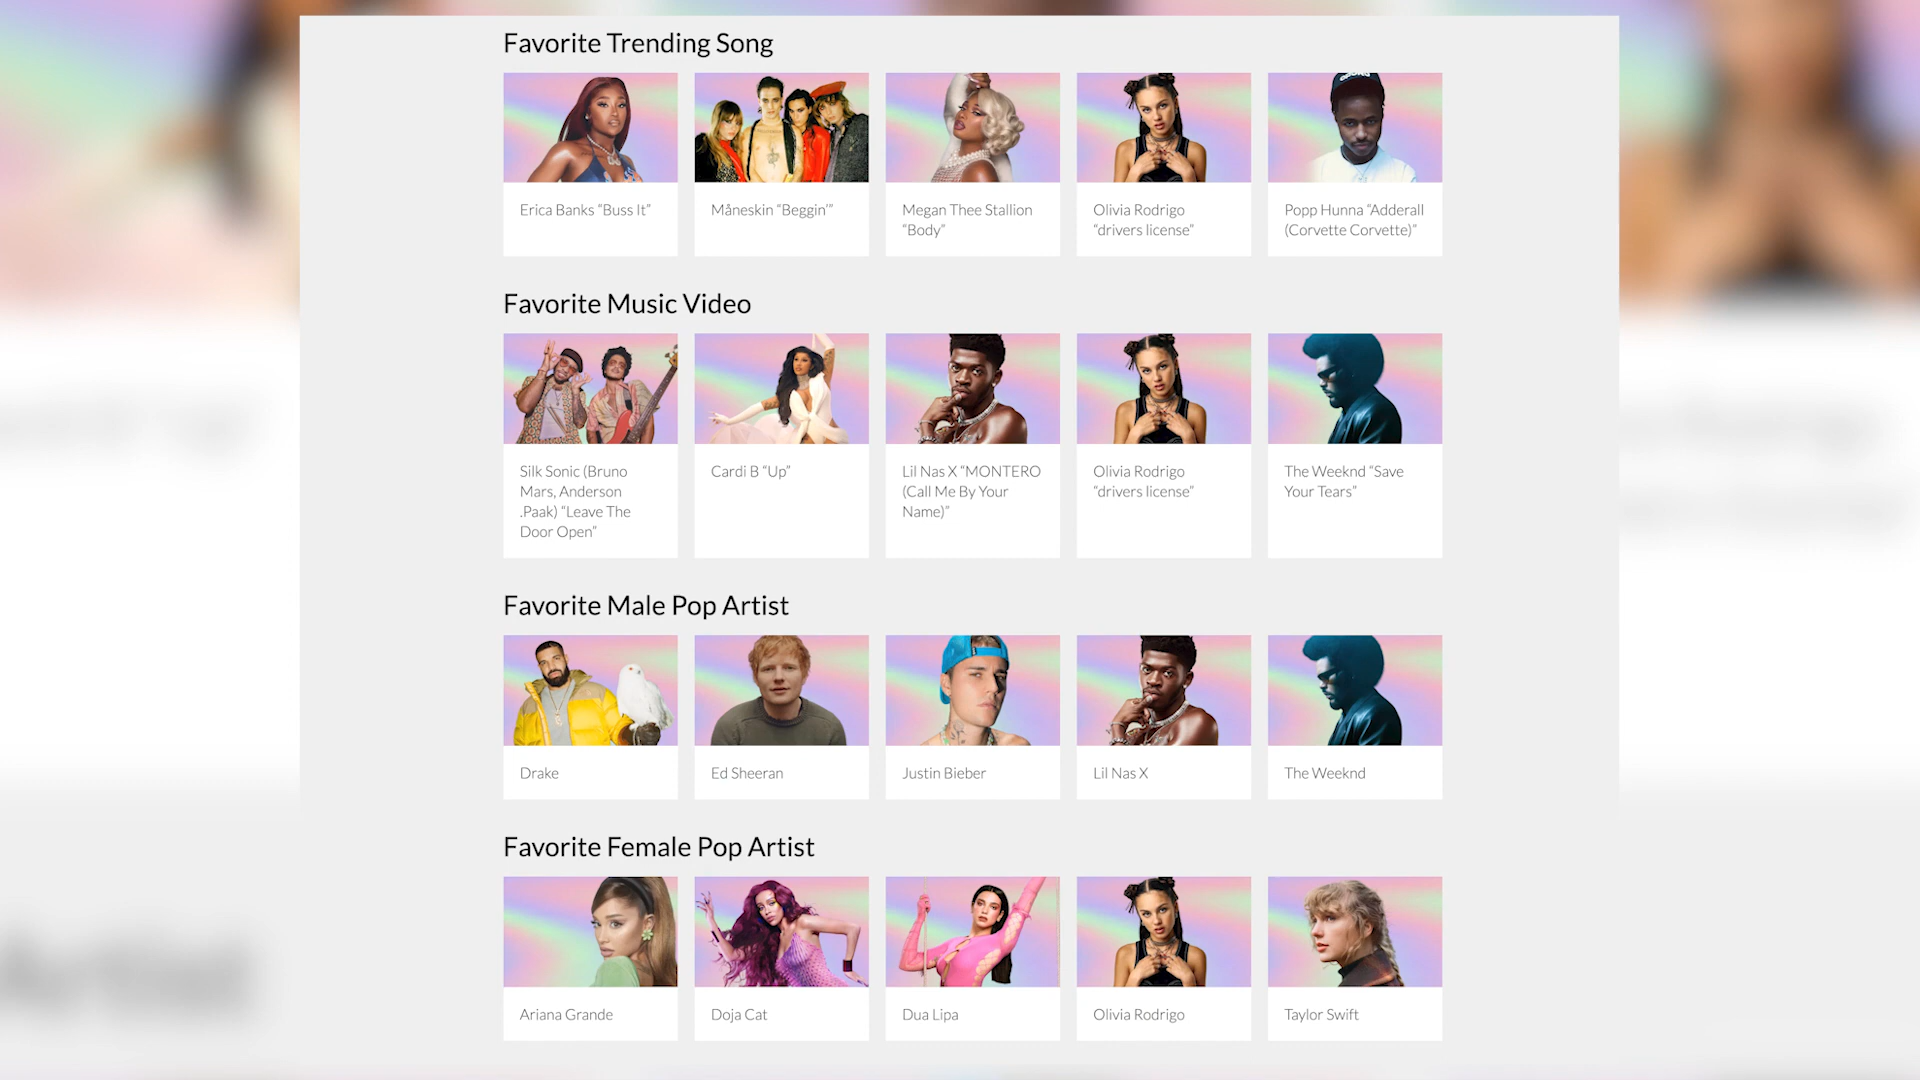 Favorite Trending Song
Erica Banks “Buss It”
Måneskin “Beggin’”
Megan Thee Stallion
“Body”
Olivia Rodrigo
“drivers license”
Popp Hunna “Adderall
(Corvette Corvette)”
Favorite Music Video
Silk Sonic (Bruno
Mars, Anderson
.Paak) “Leave The
Door Open”
Cardi B “Up”
Lil Nas X “MONTERO
(Call Me By Your
Name)”
Olivia Rodrigo
“drivers license”
The Weeknd “Save
Your Tears”
Favorite Male Pop Artist
Drake
Ed Sheeran
Justin Bieber
Lil Nas X
The Weeknd
Favorite Female Pop Artist
Ariana Grande
Doja Cat
Dua Lipa
Olivia Rodrigo
Taylor Swift